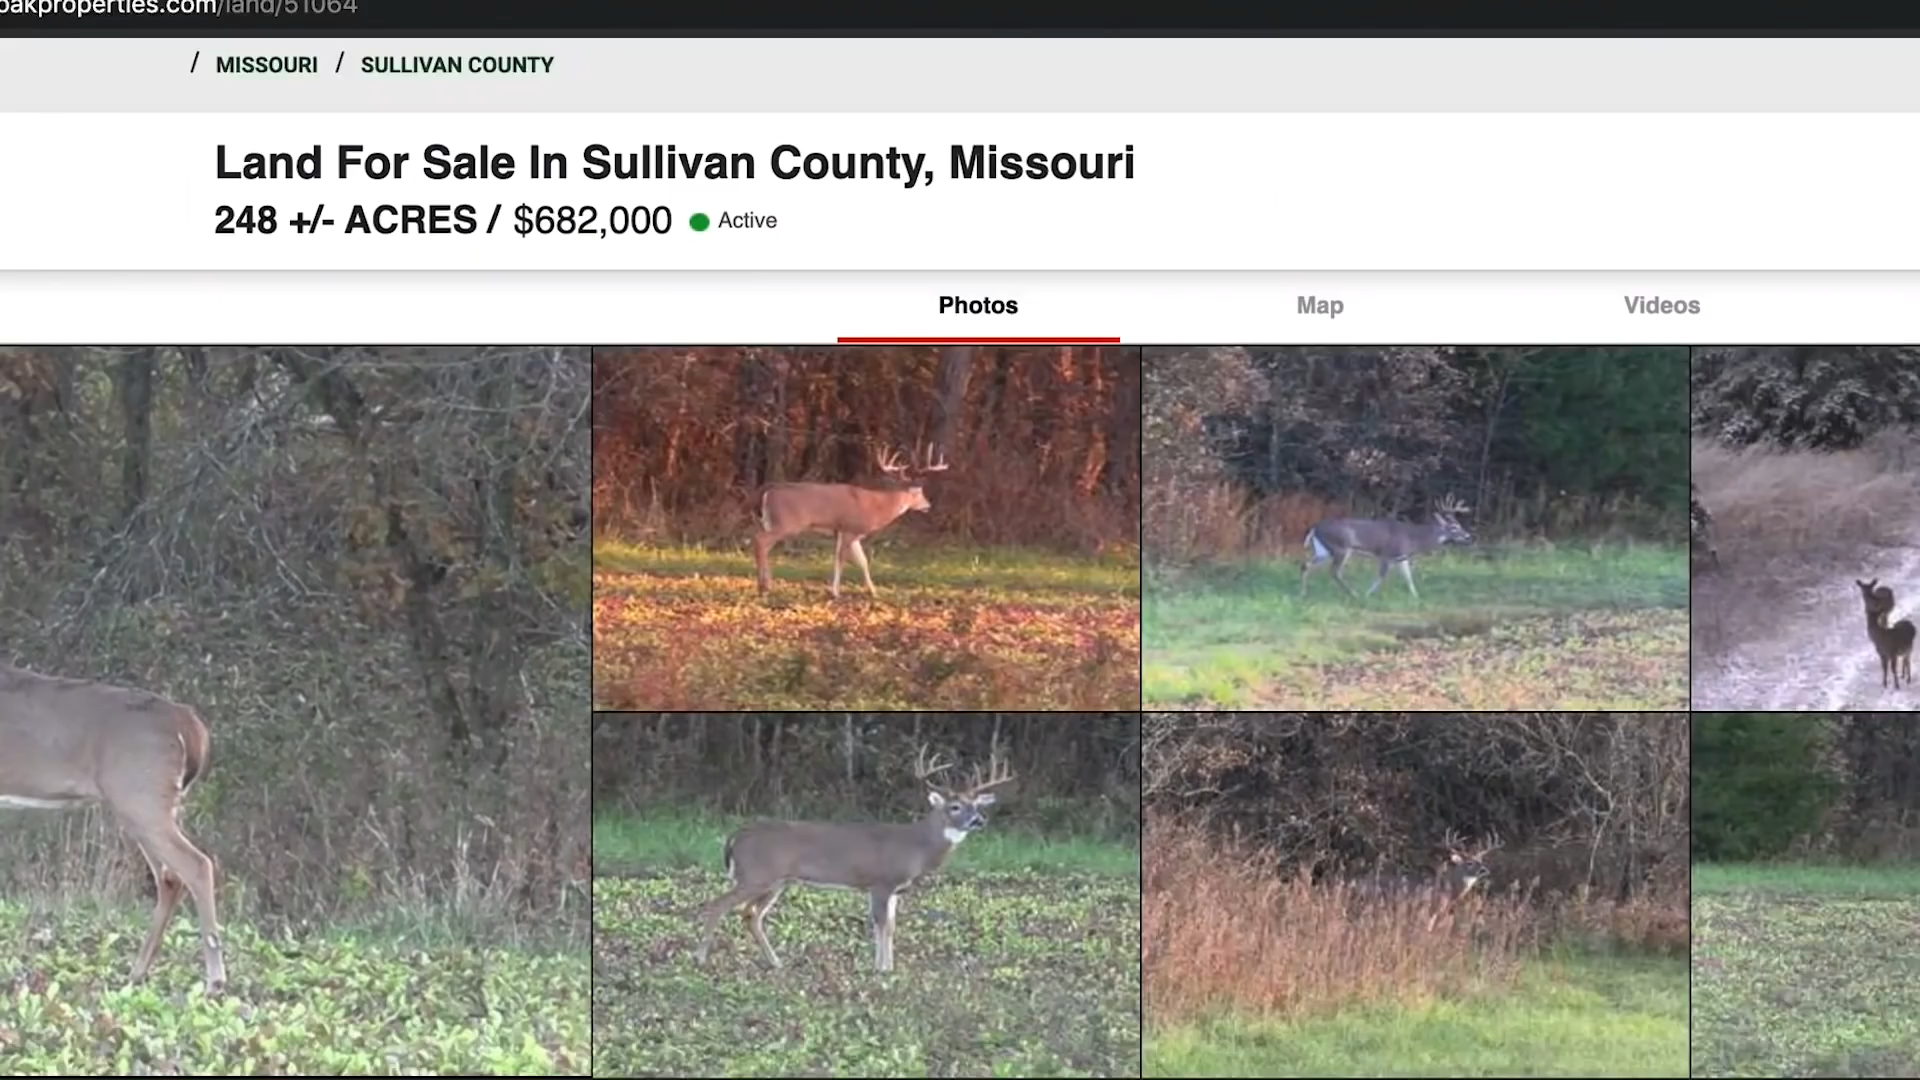 oakproperties.com/land/51064
/ MISSOURI / SULLIVAN COUNTY
Land For Sale In Sullivan County, Missouri
248 +/- ACRES / $682,000 Active
Photos Map Videos